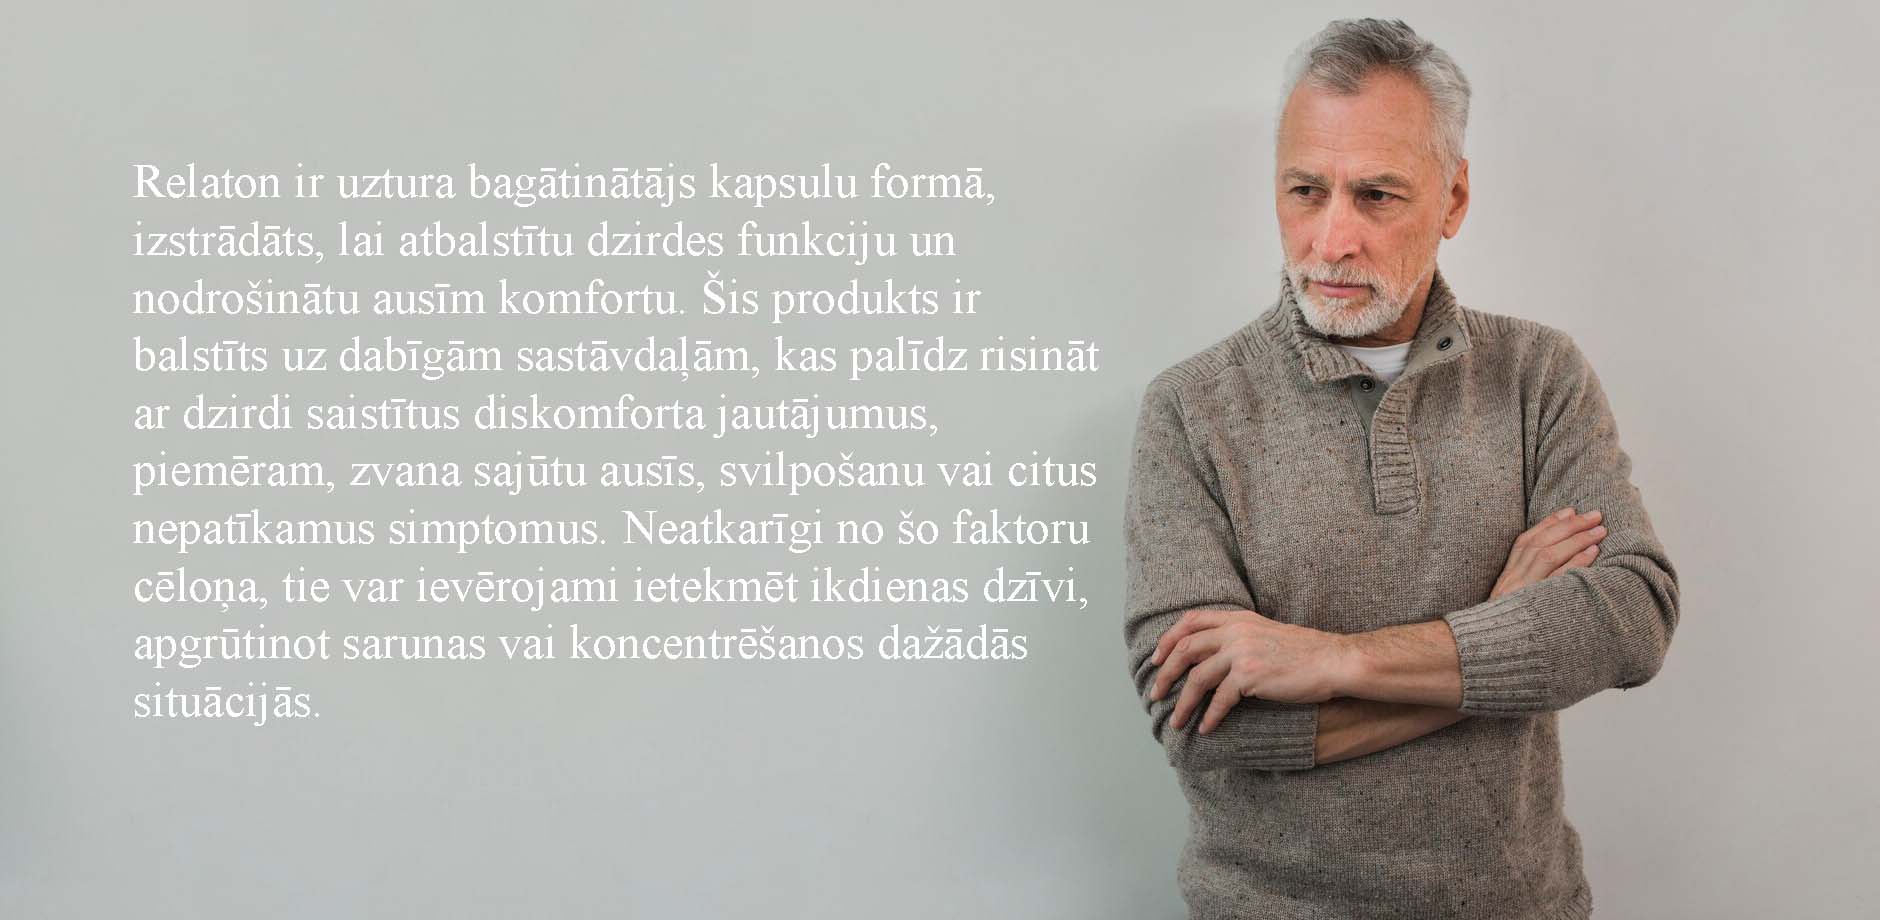 Relaton ir uztura bagātinātājs kapsulu formā,
izstrādāts, lai atbalstītu dzirdes funkciju un
nodrošinātu ausīm komfortu. Šis produkts ir
balstīts uz dabīgām sastāvdaļām, kas palīdz risināt
ar dzirdi saistītus diskomforta jautājumus,
piemēram, zvana sajūtu ausīs, svilpošanu vai citus
nepatīkamus simptomus. Neatkarīgi no šo faktoru
cēloņa, tie var ievērojami ietekmēt ikdienas dzīvi,
apgrūtinot sarunas vai koncentrēšanos dažādās
situācijās.